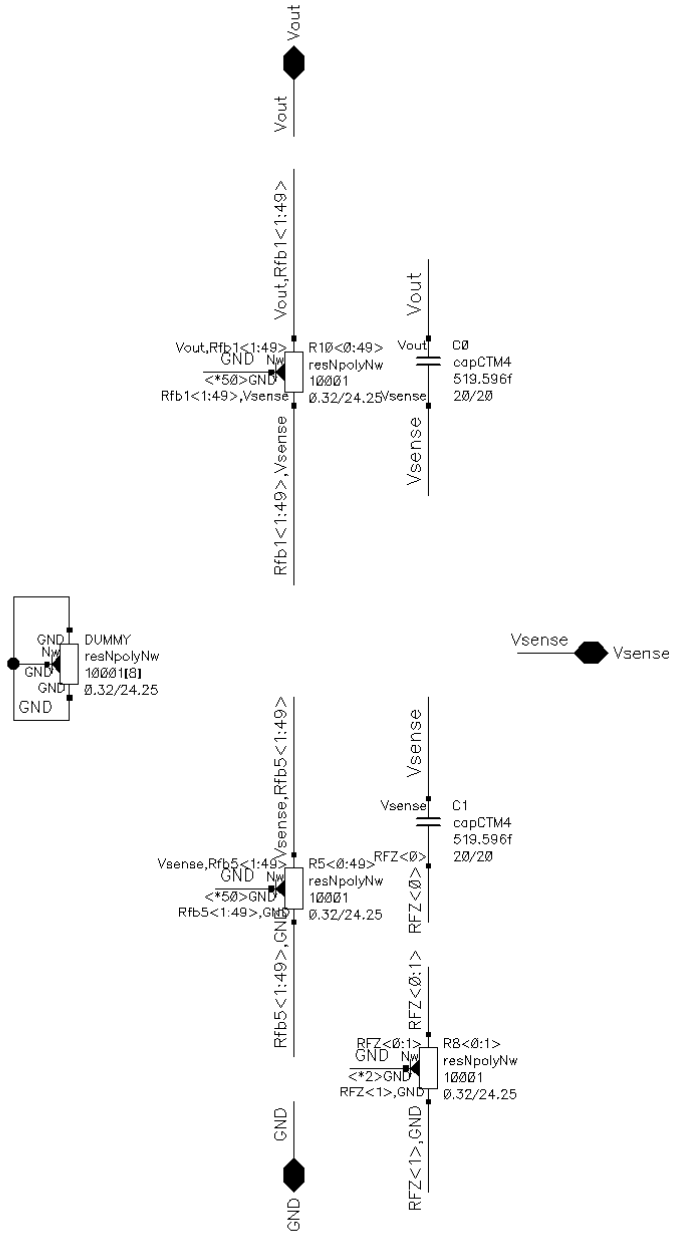 Vout
Vout
Vout,Rfb1<1:49>
Vout,Rfb1<1:49>
GND
Nw
<*50>GND
Rfb1<1:49>,Vsense
R10<0:49>
resNpolyNw
10001
0.32/24.25
Rfb1<1:49>,Vsense
Vout
Vout
C0
capCTM4
519.596f
20/20
Vsense
Vsense
GND
Nw
GND
GND
GND
DUMMY
resNpolyNw
10001[8]
0.32/24.25
Vsense
Vsense
Vsense,Rfb5<1:49>
Vsense,Rfb5<1:49>
GND
Nw
<*50>GND
Rfb5<1:49>,GND
R5<0:49>
resNpolyNw
10001
0.32/24.25
Rfb5<1:49>,GND
Vsense
Vsense
C1
capCTM4
519.596f
20/20
RFZ<0>
RFZ<0>
RFZ<0:1>
RFZ<0:1>
GND
Nw
<*2>GND
RFZ<1>,GND
R8<0:1>
resNpolyNw
10001
0.32/24.25
RFZ<1>,GND
GND
GND